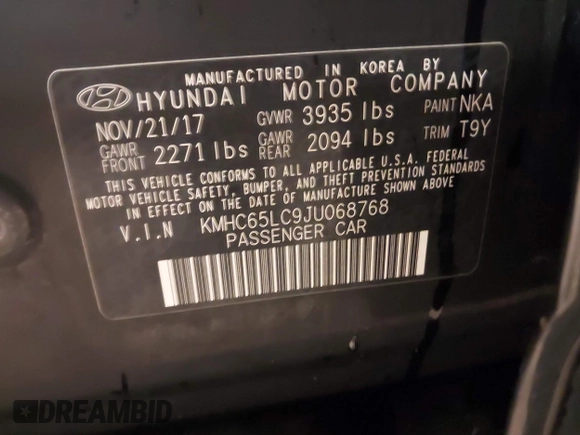 MANUFACTURED IN KOREA BY
HYUNDAI MOTOR COMPANY
NOV/21/17 GVWR 3935 lbs PAINT NKA
GAWR FRONT 2271 lbs GAWR REAR 2094 lbs TRIM T9Y
THIS VEHICLE CONFORMS TO ALL APPLICABLE U.S.A. FEDERAL
MOTOR VEHICLE SAFETY, BUMPER, AND THEFT PREVENTION STANDARDS
IN EFFECT ON THE DATE OF MANUFACTURE SHOWN ABOVE
V.I.N KMHC65LC9JU068768
PASSENGER CAR
DREAMBID